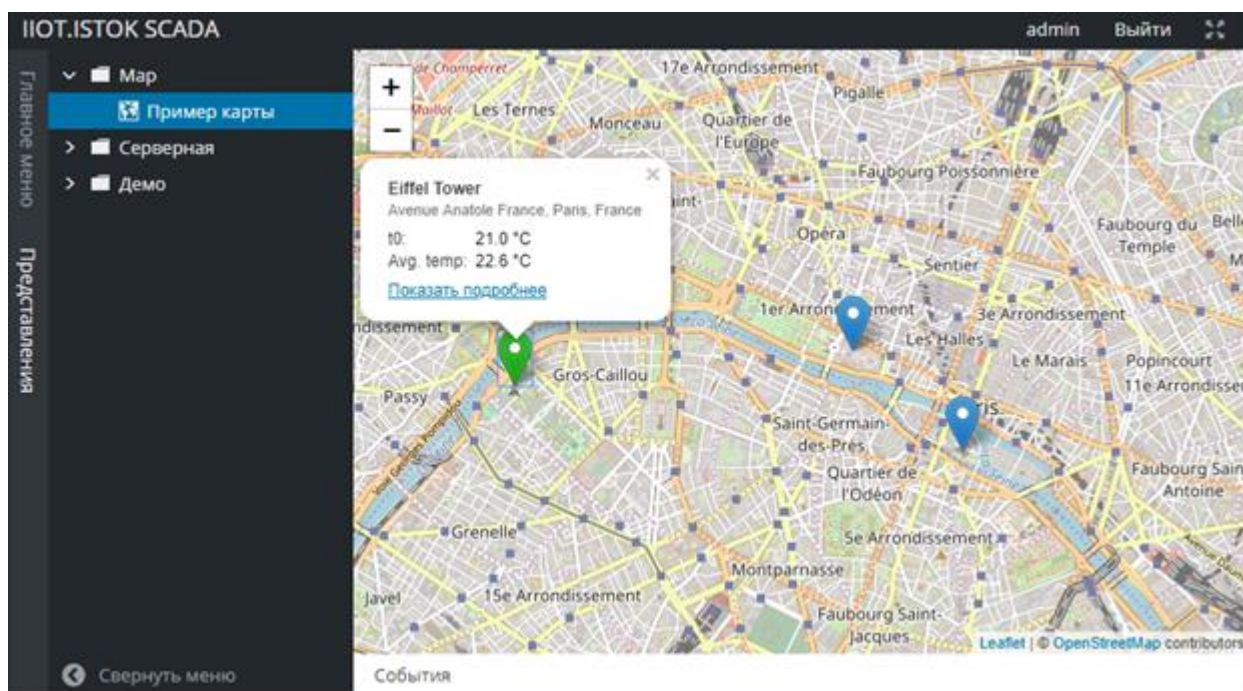 IIOT.ISTOK SCADA
admin
Выйти
Главное меню
Представления
Map
Пример карты
Серверная
Демо
Свернуть меню
+
−
17e Arrondissement
Pigalle
Les Ternes
Monceau
Quartier de
l'Europe
Faubourg Poissonnière
Eiffel Tower
Avenue Anatole France, Paris, France
t0: 21.0 °C
Avg. temp: 22.6 °C
Показать подробнее
Opéra
Faubourg du
Temple
Sentier
1er Arrondissement
3e Arrondissement
Les Halles
Le Marais
Popincourt
11e Arrondissement
Gros-Caillou
Passy
Saint-Germain-
des-Prés
Quartier de
l'Odéon
Faubourg Sain
Antoine
Grenelle
5e Arrondissement
Montparnasse
Javel
15e Arrondissement
Faubourg Saint-
Jacques
Leaflet | © OpenStreetMap contributors
События